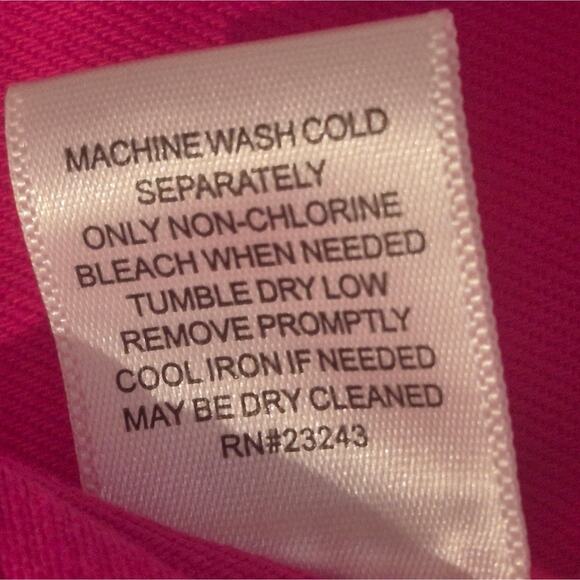 MACHINE WASH COLD
SEPARATELY
ONLY NON-CHLORINE
BLEACH WHEN NEEDED
TUMBLE DRY LOW
REMOVE PROMPTLY
COOL IRON IF NEEDED
MAY BE DRY CLEANED
RN#23243